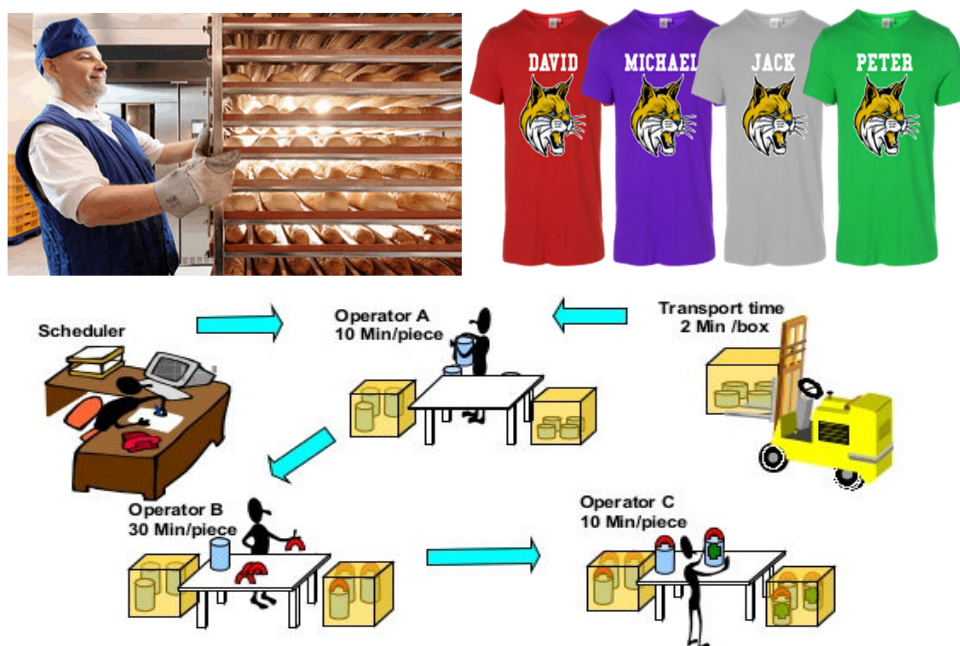 DAVID
MICHAEL
JACK
PETER
Scheduler
Operator A
10 Min/piece
Transport time
2 Min /box
Operator B
30 Min/piece
Operator C
10 Min/piece